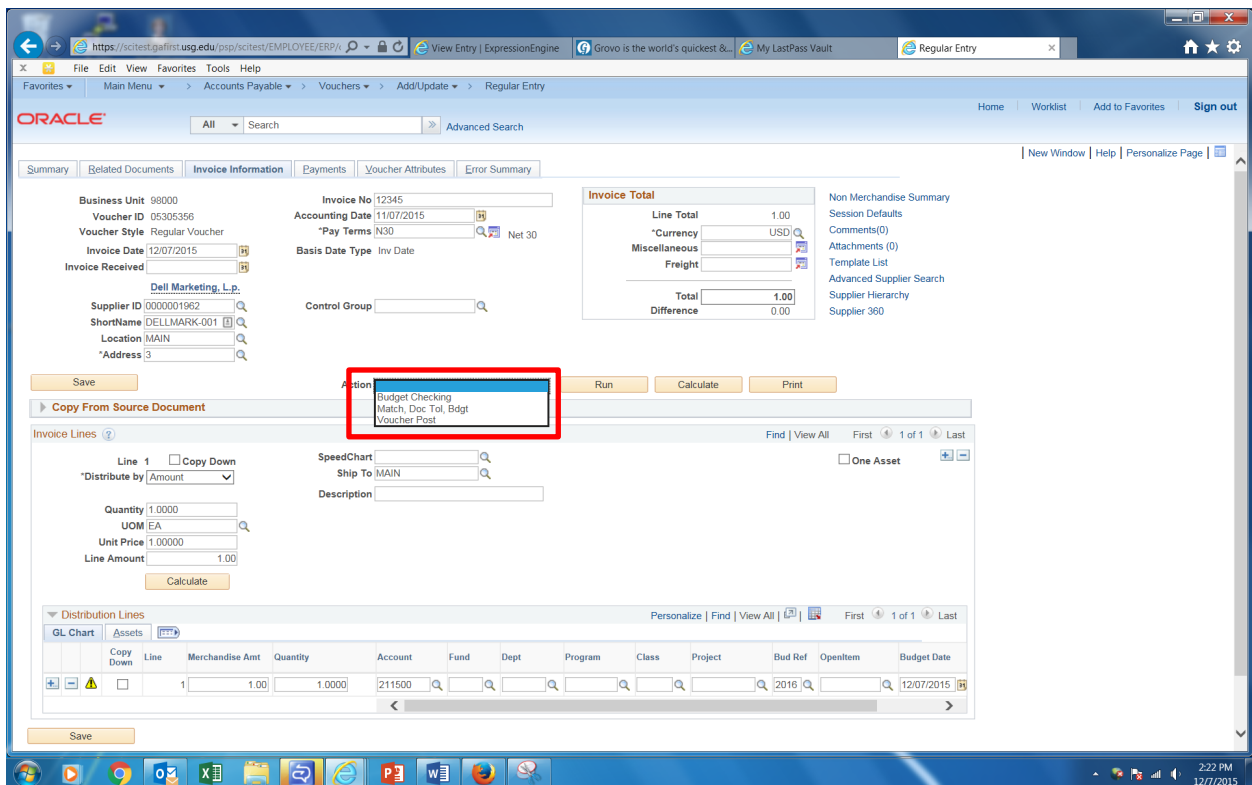 https://scitest.gafirst.usg.edu/psp/scitest/EMPLOYEE/ERP/
View Entry | ExpressionEngine
Grovo is the world's quickest &...
My LastPass Vault
Regular Entry
File Edit View Favorites Tools Help
Favorites Main Menu > Accounts Payable > Vouchers > Add/Update > Regular Entry
Home Worklist Add to Favorites Sign out
ORACLE
All Search Advanced Search
New Window | Help | Personalize Page |
Summary Related Documents Invoice Information Payments Voucher Attributes Error Summary
Business Unit 98000
Voucher ID 05305356
Voucher Style Regular Voucher
Invoice Date 12/07/2015
Invoice Received
Dell Marketing, L.p.
Supplier ID 0000001962
ShortName DELLMARK-001
Location MAIN
*Address 3
Invoice No 12345
Accounting Date 11/07/2015
*Pay Terms N30 Net 30
Basis Date Type Inv Date
Control Group
Invoice Total
Line Total 1.00
*Currency USD
Miscellaneous
Freight
Total 1.00
Difference 0.00
Non Merchandise Summary
Session Defaults
Comments(0)
Attachments (0)
Template List
Advanced Supplier Search
Supplier Hierarchy
Supplier 360
Save Action Run Calculate Print
Budget Checking
Match, Doc Tol, Bdgt
Voucher Post
Copy From Source Document
Invoice Lines ? Find | View All First 1 of 1 Last
Line 1 Copy Down
*Distribute by Amount
Quantity 1.0000
UOM EA
Unit Price 1.00000
Line Amount 1.00
Calculate
SpeedChart
Ship To MAIN
Description
One Asset
Distribution Lines Personalize | Find | View All | | First 1 of 1 Last
GL Chart Assets
Copy Down Line Merchandise Amt Quantity Account Fund Dept Program Class Project Bud Ref OpenItem Budget Date
1 1.00 1.0000 211500 2016 12/07/2015
Save
2:22 PM
12/7/2015